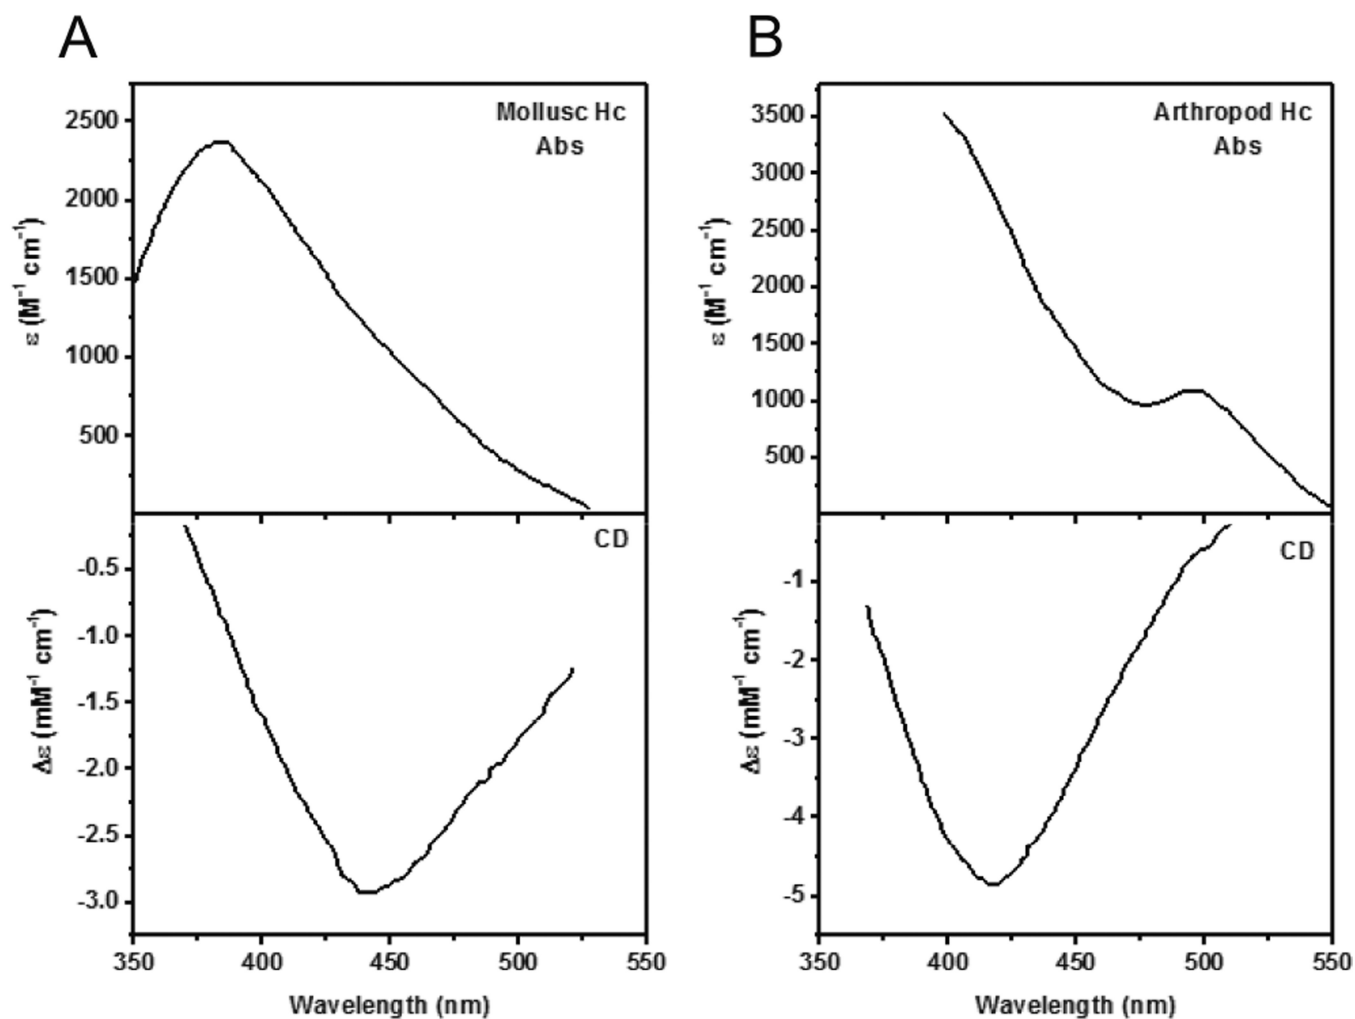 A
B
Mollusc Hc
Abs
2500
2000
1500
1000
500
ε (M⁻¹ cm⁻¹)
Arthropod Hc
Abs
3500
3000
2500
2000
1500
1000
500
ε (M⁻¹ cm⁻¹)
CD
-0.5
-1.0
-1.5
-2.0
-2.5
-3.0
Δε (mM⁻¹ cm⁻¹)
350 400 450 500 550
Wavelength (nm)
CD
-1
-2
-3
-4
-5
Δε (mM⁻¹ cm⁻¹)
350 400 450 500 550
Wavelength (nm)